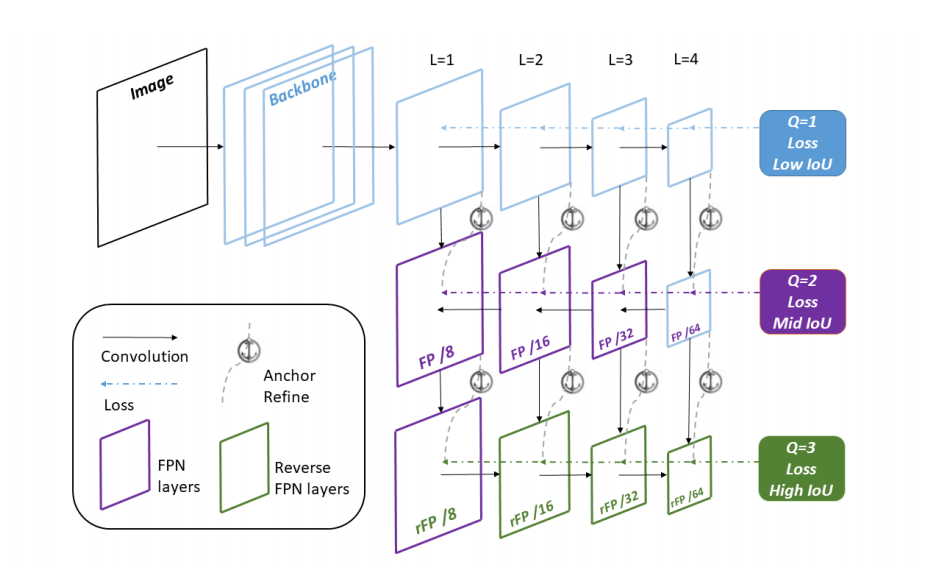 Image
Backbone
L=1
L=2
L=3
L=4
Q=1
Loss
Low IoU
FP /8
FP /16
FP /32
FP /64
Q=2
Loss
Mid IoU
rFP /8
rFP /16
rFP /32
rFP /64
Q=3
Loss
High IoU
Convolution
Loss
Anchor
Refine
FPN
layers
Reverse
FPN layers